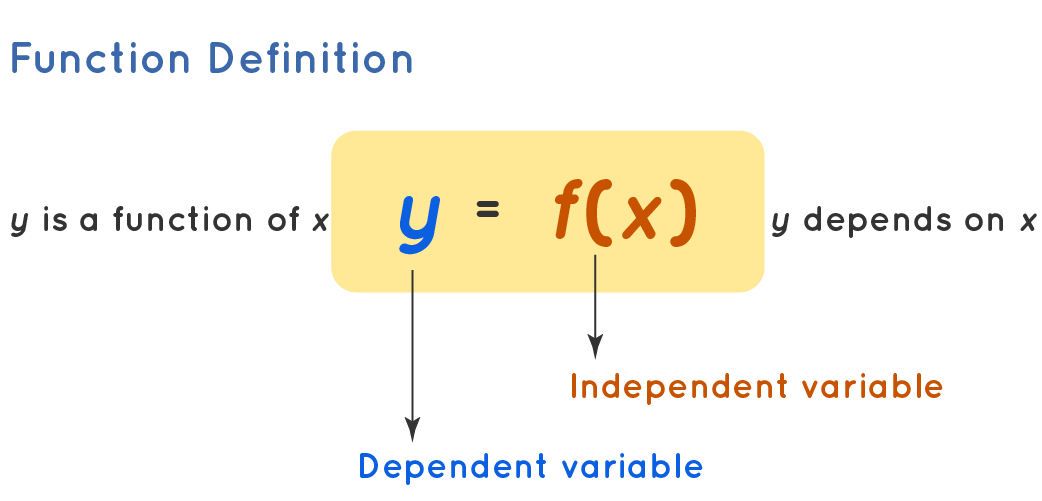 Function Definition
y is a function of x
y = f(x)
y depends on x
Independent variable
Dependent variable